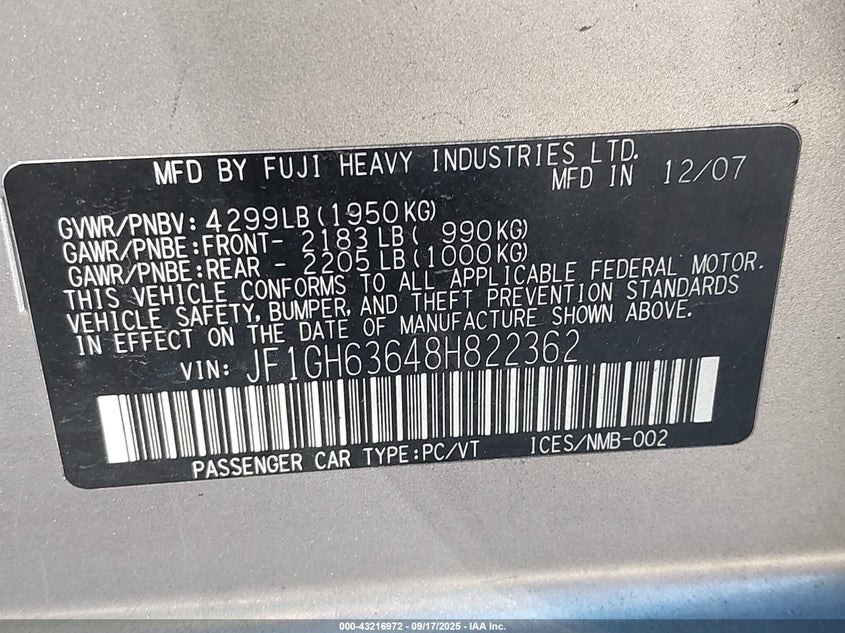 MFD BY FUJI HEAVY INDUSTRIES LTD.
MFD IN 12/07
GVWR/PNBV: 4299LB(1950KG)
GAWR/PNBE:FRONT- 2183LB( 990KG)
GAWR/PNBE:REAR - 2205LB(1000KG)
THIS VEHICLE CONFORMS TO ALL APPLICABLE FEDERAL MOTOR.
VEHICLE SAFETY, BUMPER, AND THEFT PREVENTION STANDARDS
IN EFFECT ON THE DATE OF MANUFACTURE SHOWN ABOVE.
VIN: JF1GH63648H822362
PASSENGER CAR TYPE:PC/VT ICES/NMB-002
000-43216972 - 09/17/2025 - IAA Inc.